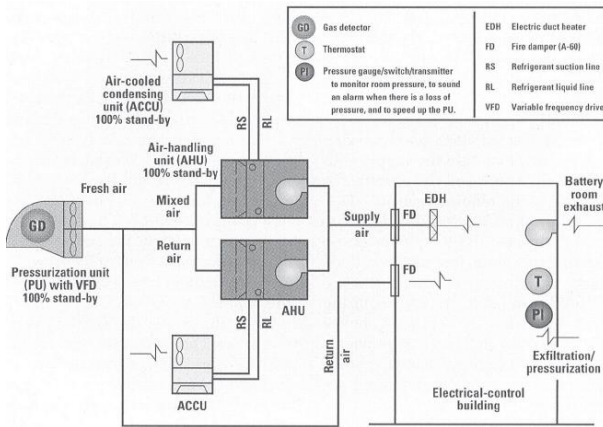 GD Gas detector
T Thermostat
PI Pressure gauge/switch/transmitter
to monitor room pressure, to sound
an alarm when there is a loss of
pressure, and to speed up the PU.
EDH Electric duct heater
FD Fire damper (A-60)
RS Refrigerant suction line
RL Refrigerant liquid line
VFD Variable frequency drive
Air-cooled
condensing
unit (ACCU)
100% stand-by
RS
RL
Air-handling
unit (AHU)
100% stand-by
Fresh air
GD
Mixed
air
Return
air
Pressurization unit
(PU) with VFD
100% stand-by
AHU
RS
RL
ACCU
Supply
air
FD
EDH
FD
Return
air
Battery
room
exhaust
T
PI
Exfiltration/
pressurization
Electrical-control
building